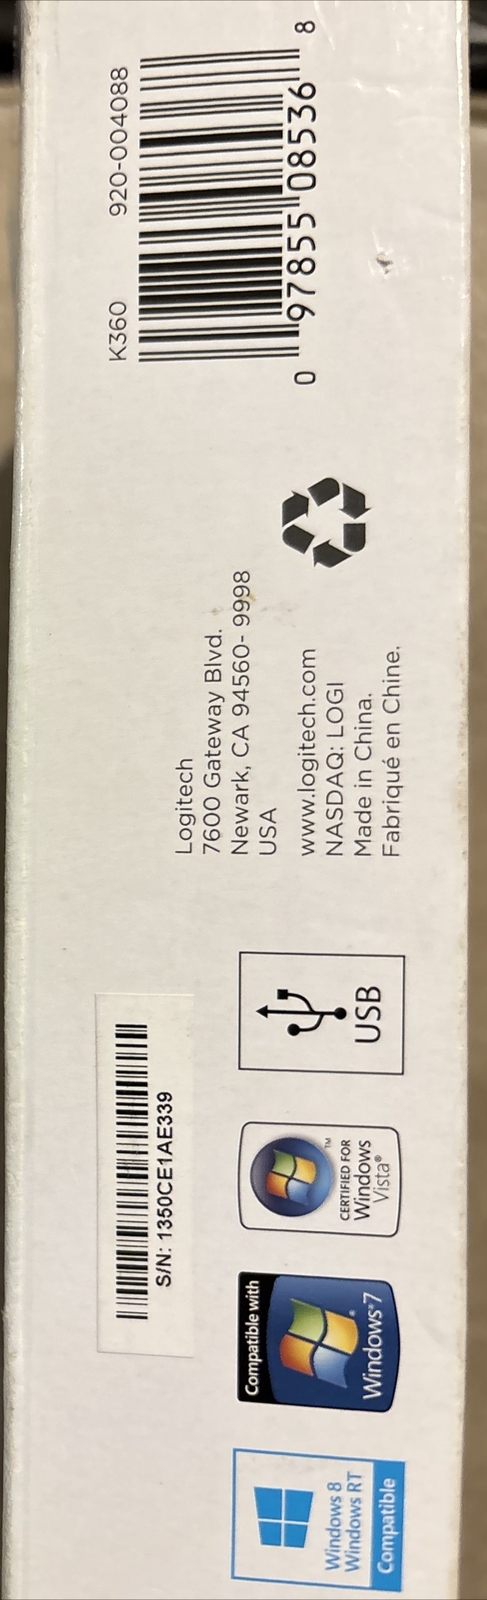 K360 920-004088
0 97855 08536 8
Logitech
7600 Gateway Blvd.
Newark, CA 94560- 9998
USA
www.logitech.com
NASDAQ: LOGI
Made in China.
Fabriqué en Chine.
S/N: 1350CE1AE339
Windows 8
Windows RT
Compatible
Compatible with
Windows®7
CERTIFIED FOR
Windows
Vista®
TM
USB